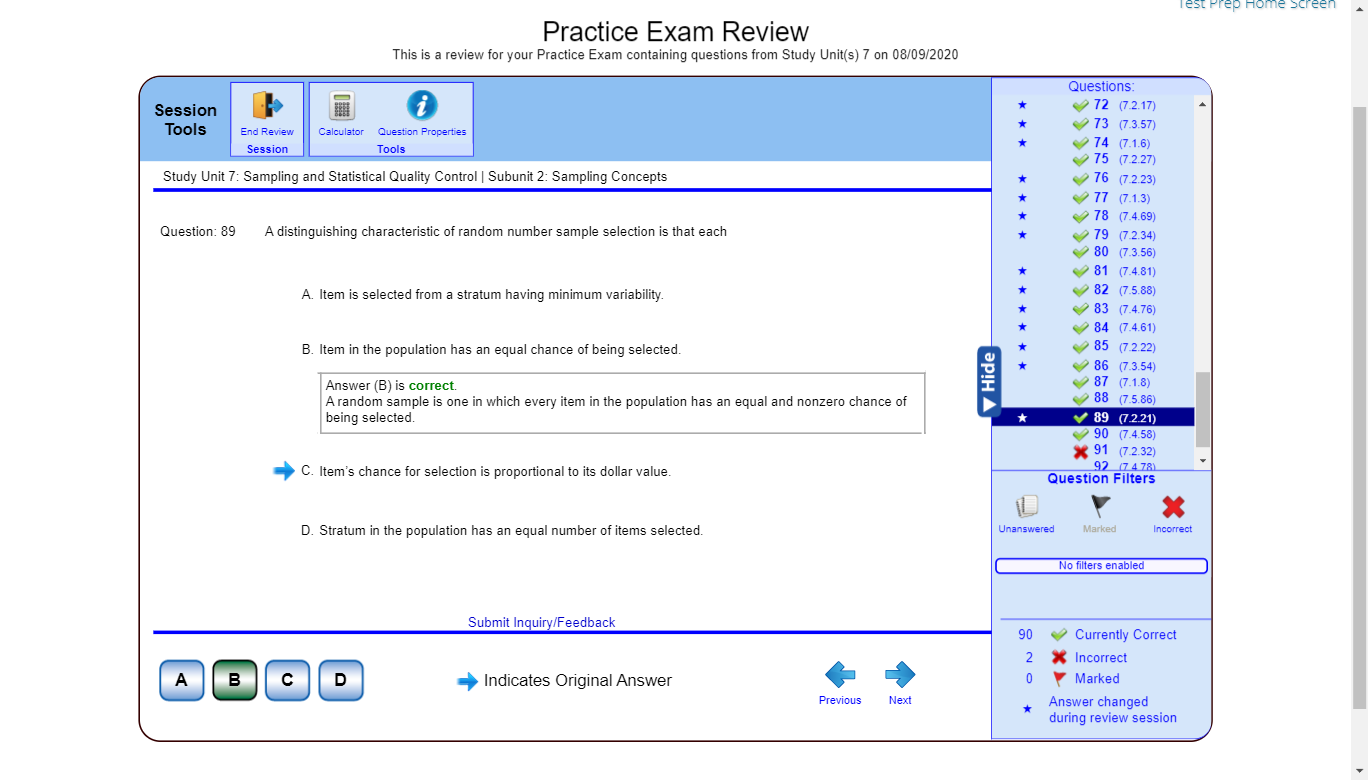 Test Prep Home Screen
Practice Exam Review
This is a review for your Practice Exam containing questions from Study Unit(s) 7 on 08/09/2020
Session Tools
End Review
Session
Calculator
Question Properties
Tools
Study Unit 7: Sampling and Statistical Quality Control | Subunit 2: Sampling Concepts
Question: 89 A distinguishing characteristic of random number sample selection is that each
A. Item is selected from a stratum having minimum variability.
B. Item in the population has an equal chance of being selected.
Answer (B) is correct.
A random sample is one in which every item in the population has an equal and nonzero chance of
being selected.
C. Item's chance for selection is proportional to its dollar value.
D. Stratum in the population has an equal number of items selected.
Submit Inquiry/Feedback
A B C D
Indicates Original Answer
Previous
Next
Questions:
72 (7.2.17)
73 (7.3.57)
74 (7.1.6)
75 (7.2.27)
76 (7.2.23)
77 (7.1.3)
78 (7.4.69)
79 (7.2.34)
80 (7.3.56)
81 (7.4.81)
82 (7.5.88)
83 (7.4.76)
84 (7.4.61)
85 (7.2.22)
86 (7.3.54)
87 (7.1.8)
88 (7.5.86)
89 (7.2.21)
90 (7.4.58)
91 (7.2.32)
92 (7.4.78)
Hide
Question Filters
Unanswered
Marked
Incorrect
No filters enabled
90 Currently Correct
2 Incorrect
0 Marked
Answer changed
during review session